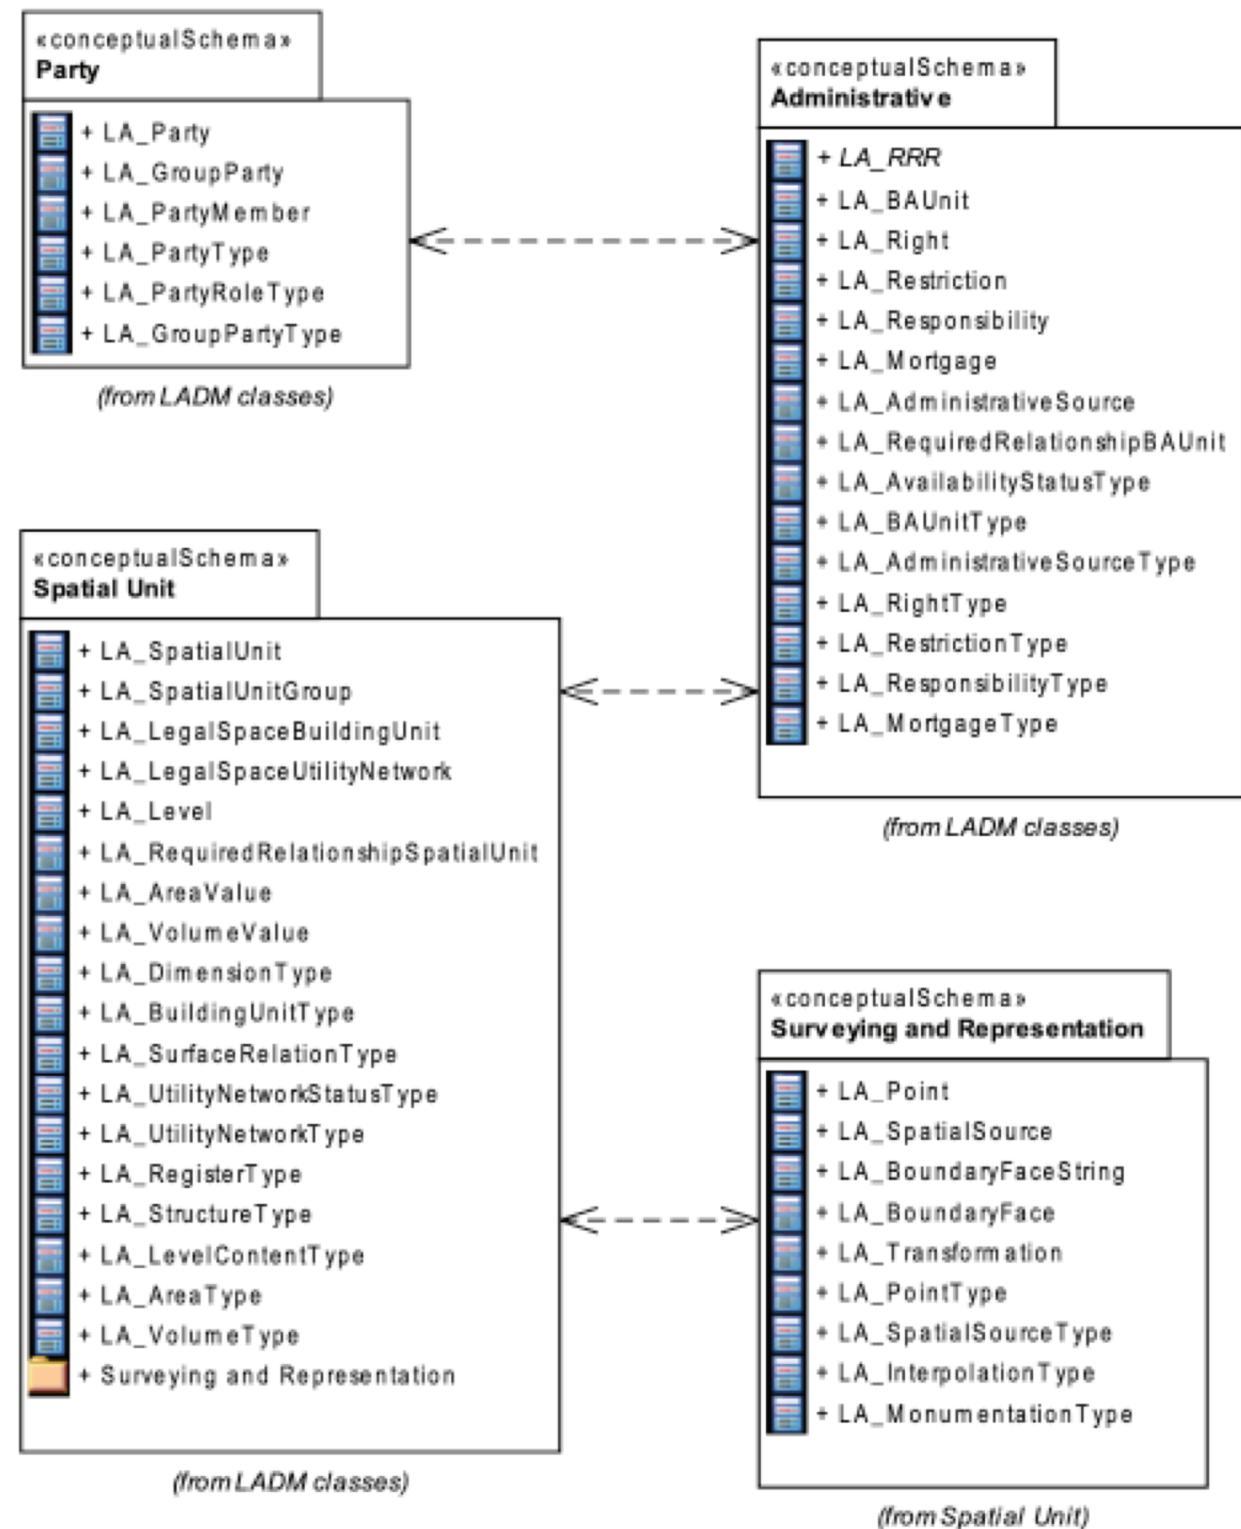 «conceptualSchema»
Party
+ LA_Party
+ LA_GroupParty
+ LA_PartyMember
+ LA_PartyType
+ LA_PartyRoleType
+ LA_GroupPartyType
(from LADM classes)
«conceptualSchema»
Administrative
+ LA_RRR
+ LA_BAUnit
+ LA_Right
+ LA_Restriction
+ LA_Responsibility
+ LA_Mortgage
+ LA_AdministrativeSource
+ LA_RequiredRelationshipBAUnit
+ LA_AvailabilityStatusType
+ LA_BAUnitType
+ LA_AdministrativeSourceType
+ LA_RightType
+ LA_RestrictionType
+ LA_ResponsibilityType
+ LA_MortgageType
(from LADM classes)
«conceptualSchema»
Spatial Unit
+ LA_SpatialUnit
+ LA_SpatialUnitGroup
+ LA_LegalSpaceBuildingUnit
+ LA_LegalSpaceUtilityNetwork
+ LA_Level
+ LA_RequiredRelationshipSpatialUnit
+ LA_AreaValue
+ LA_VolumeValue
+ LA_DimensionType
+ LA_BuildingUnitType
+ LA_SurfaceRelationType
+ LA_UtilityNetworkStatusType
+ LA_UtilityNetworkType
+ LA_RegisterType
+ LA_StructureType
+ LA_LevelContentType
+ LA_AreaType
+ LA_VolumeType
+ Surveying and Representation
(from LADM classes)
«conceptualSchema»
Surveying and Representation
+ LA_Point
+ LA_SpatialSource
+ LA_BoundaryFaceString
+ LA_BoundaryFace
+ LA_Transformation
+ LA_PointType
+ LA_SpatialSourceType
+ LA_InterpolationType
+ LA_MonumentationType
(from Spatial Unit)